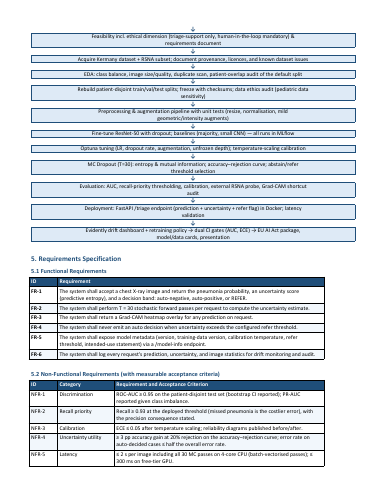 ↓
Feasibility incl. ethical dimension (triage-support only, human-in-the-loop mandatory) &
requirements document
↓
Acquire Kermany dataset + RSNA subset; document provenance, licences, and known dataset issues
↓
EDA: class balance, image size/quality, duplicate scan, patient-overlap audit of the default split
↓
Rebuild patient-disjoint train/val/test splits; freeze with checksums; data ethics audit (pediatric data
sensitivity)
↓
Preprocessing & augmentation pipeline with unit tests (resize, normalisation, mild
geometric/intensity augments)
↓
Fine-tune ResNet-50 with dropout; baselines (majority, small CNN) — all runs in MLflow
↓
Optuna tuning (LR, dropout rate, augmentation, unfrozen depth); temperature-scaling calibration
↓
MC Dropout (T=30): entropy & mutual information; accuracy–rejection curve; abstain/refer
threshold selection
↓
Evaluation: AUC, recall-priority thresholding, calibration, external RSNA probe, Grad-CAM shortcut
audit
↓
Deployment: FastAPI /triage endpoint (prediction + uncertainty + refer flag) in Docker; latency
validation
↓
Evidently drift dashboard + retraining policy → dual CI gates (AUC, ECE) → EU AI Act package,
model/data cards, presentation
5. Requirements Specification
5.1 Functional Requirements
ID Requirement
FR-1 The system shall accept a chest X-ray image and return the pneumonia probability, an uncertainty score
(predictive entropy), and a decision band: auto-negative, auto-positive, or REFER.
FR-2 The system shall perform T = 30 stochastic forward passes per request to compute the uncertainty estimate.
FR-3 The system shall return a Grad-CAM heatmap overlay for any prediction on request.
FR-4 The system shall never emit an auto decision when uncertainty exceeds the configured refer threshold.
FR-5 The system shall expose model metadata (version, training-data version, calibration temperature, refer
threshold, intended-use statement) via a /model-info endpoint.
FR-6 The system shall log every request's prediction, uncertainty, and image statistics for drift monitoring and audit.
5.2 Non-Functional Requirements (with measurable acceptance criteria)
ID Category Requirement and Acceptance Criterion
NFR-1 Discrimination ROC-AUC ≥ 0.95 on the patient-disjoint test set (bootstrap CI reported); PR-AUC
reported given class imbalance.
NFR-2 Recall priority Recall ≥ 0.93 at the deployed threshold (missed pneumonia is the costlier error), with
the precision consequence stated.
NFR-3 Calibration ECE ≤ 0.05 after temperature scaling; reliability diagrams published before/after.
NFR-4 Uncertainty utility ≥ 3 pp accuracy gain at 20% rejection on the accuracy–rejection curve; error rate on
auto-decided cases ≤ half the overall error rate.
NFR-5 Latency ≤ 2 s per image including all 30 MC passes on 4-core CPU (batch-vectorised passes); ≤
300 ms on free-tier GPU.